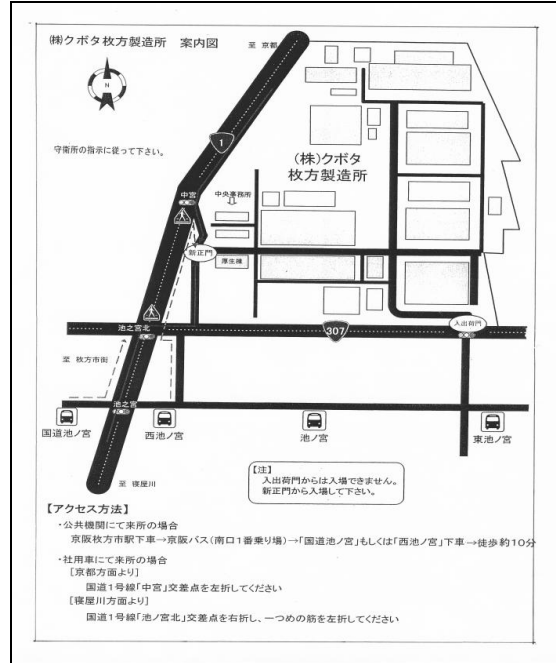 (株)クボタ枚方製造所　案内図
至 京都
N
守衛所の指示に従って下さい。
1
(株)クボタ
枚方製造所
中宮
中央事務所
新正門
厚生棟
池之宮北
307
入出荷門
至 枚方市街
池之宮
国道池ノ宮
西池ノ宮
池ノ宮
東池ノ宮
至 寝屋川
【注】
入出荷門からは入場できません。
新正門から入場して下さい。
【アクセス方法】
・公共機関にて来所の場合
京阪枚方市駅下車→京阪バス(南口1番乗り場)→「国道池ノ宮」もしくは「西池ノ宮」下車→徒歩約10分
・社用車にて来所の場合
［京都方面より］
国道1号線「中宮」交差点を左折してください
［寝屋川方面より］
国道1号線「池ノ宮北」交差点を右折し、一つめの筋を左折してください